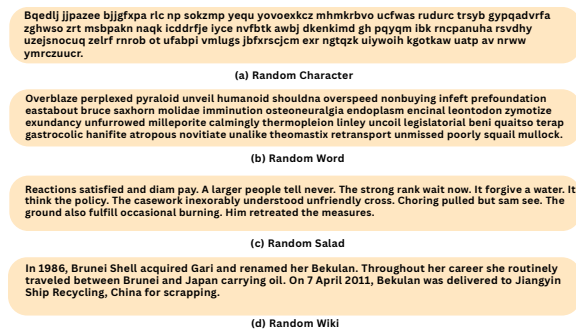 Bqedlj jjpazee bjjgfxpa rlc np sokzmp yequ yovoexkcz mhmkrbvo ucfwas rudurc trsyb gypqadvrfa
zghwso zrt msbpakn naqk icddrfje iyce nvfbtk awbj dkenkimd gh pqyqm ibk rncpanuha rsvdhy
uzejsnocuq zelrf rnrob ot ufabpi vmlugs jbfxrscjcm exr ngtqzk uiywoih kgotkaw uatp av nrww
ymrczuucr.
(a) Random Character
Overblaze perplexed pyraloid unveil humanoid shouldna overspeed nonbuying infeft prefoundation
eastabout bruce saxhorn molidae imminution osteoneuralgia endoplasm encinal leontodon zymotize
exundancy unfurrowed milleporite calmingly thermopleion linley uncoil legislatorial beni quaitso terap
gastrocolic hanifite atropous novitiate unalike theomastix retransport unmissed poorly squail mullock.
(b) Random Word
Reactions satisfied and diam pay. A larger people tell never. The strong rank wait now. It forgive a water. It
think the policy. The casework inexorably understood unfriendly cross. Choring pulled but sam see. The
ground also fulfill occasional burning. Him retreated the measures.
(c) Random Salad
In 1986, Brunei Shell acquired Gari and renamed her Bekulan. Throughout her career she routinely
traveled between Brunei and Japan carrying oil. On 7 April 2011, Bekulan was delivered to Jiangyin
Ship Recycling, China for scrapping.
(d) Random Wiki